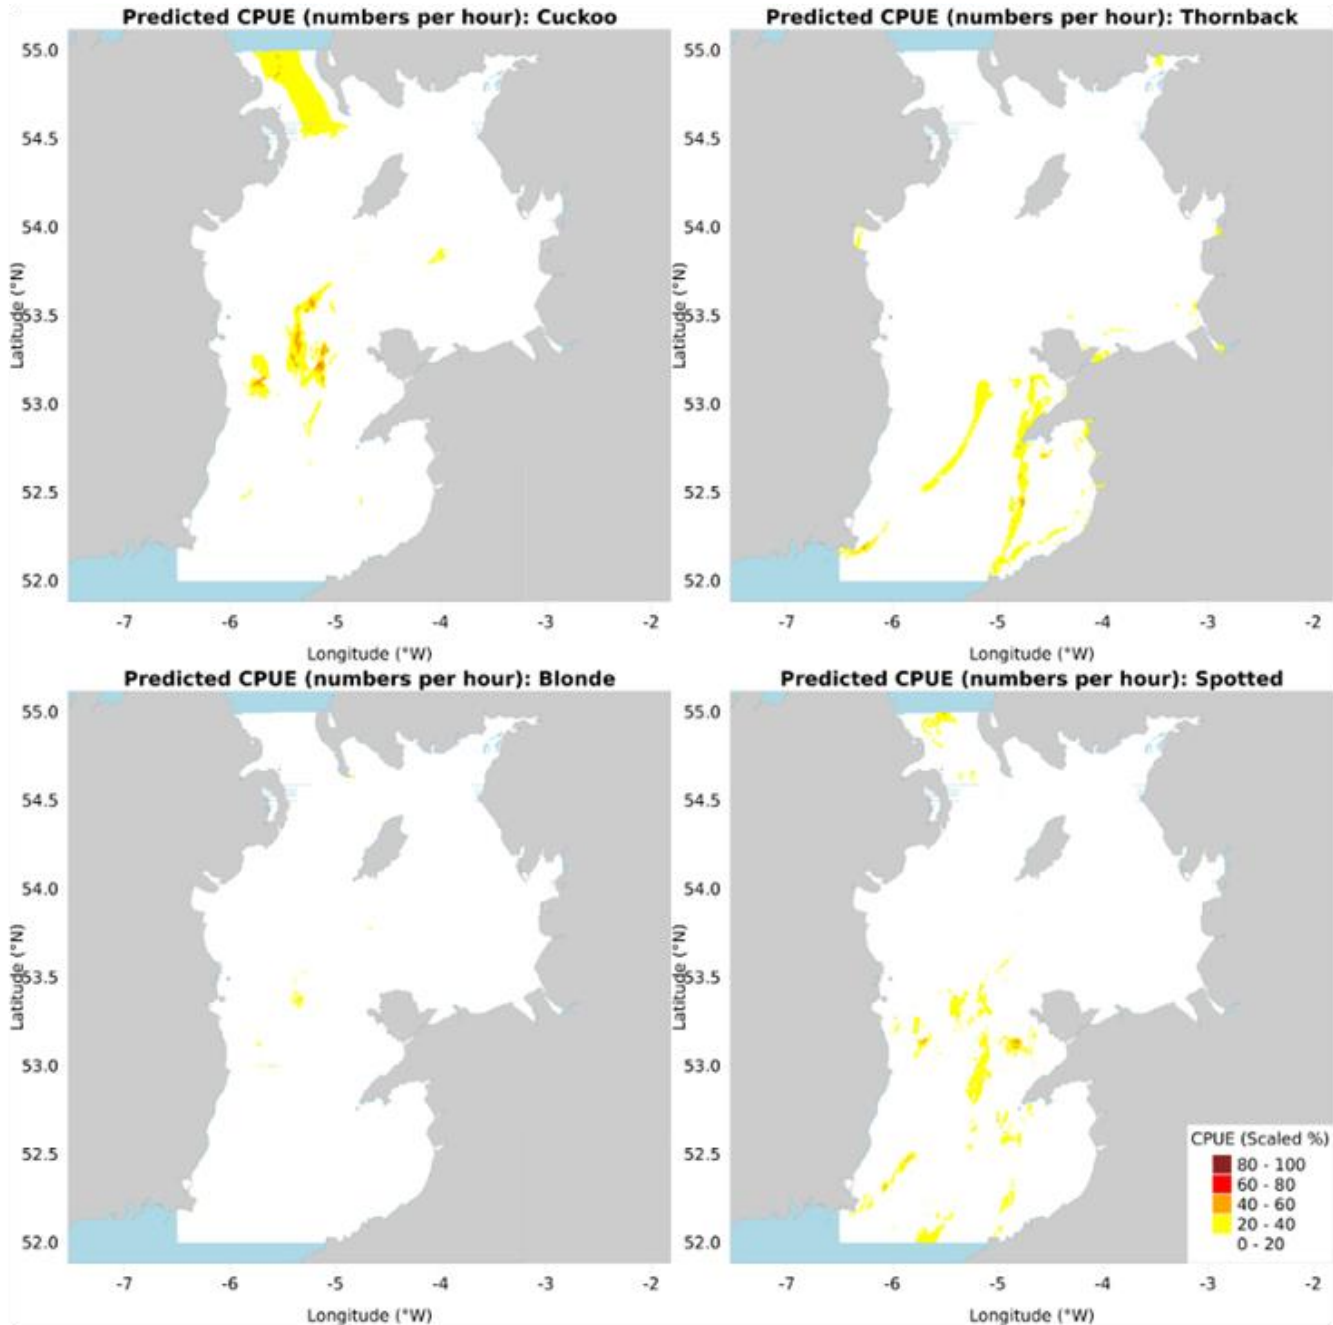 Predicted CPUE (numbers per hour): Cuckoo
Latitude (°N)
55.0
54.5
54.0
53.5
53.0
52.5
52.0
-7 -6 -5 -4 -3 -2
Longitude (°W)
Predicted CPUE (numbers per hour): Thornback
Latitude (°N)
55.0
54.5
54.0
53.5
53.0
52.5
52.0
-7 -6 -5 -4 -3 -2
Longitude (°W)
Predicted CPUE (numbers per hour): Blonde
Latitude (°N)
55.0
54.5
54.0
53.5
53.0
52.5
52.0
-7 -6 -5 -4 -3 -2
Longitude (°W)
Predicted CPUE (numbers per hour): Spotted
Latitude (°N)
55.0
54.5
54.0
53.5
53.0
52.5
52.0
-7 -6 -5 -4 -3 -2
Longitude (°W)
CPUE (Scaled %)
80 - 100
60 - 80
40 - 60
20 - 40
0 - 20